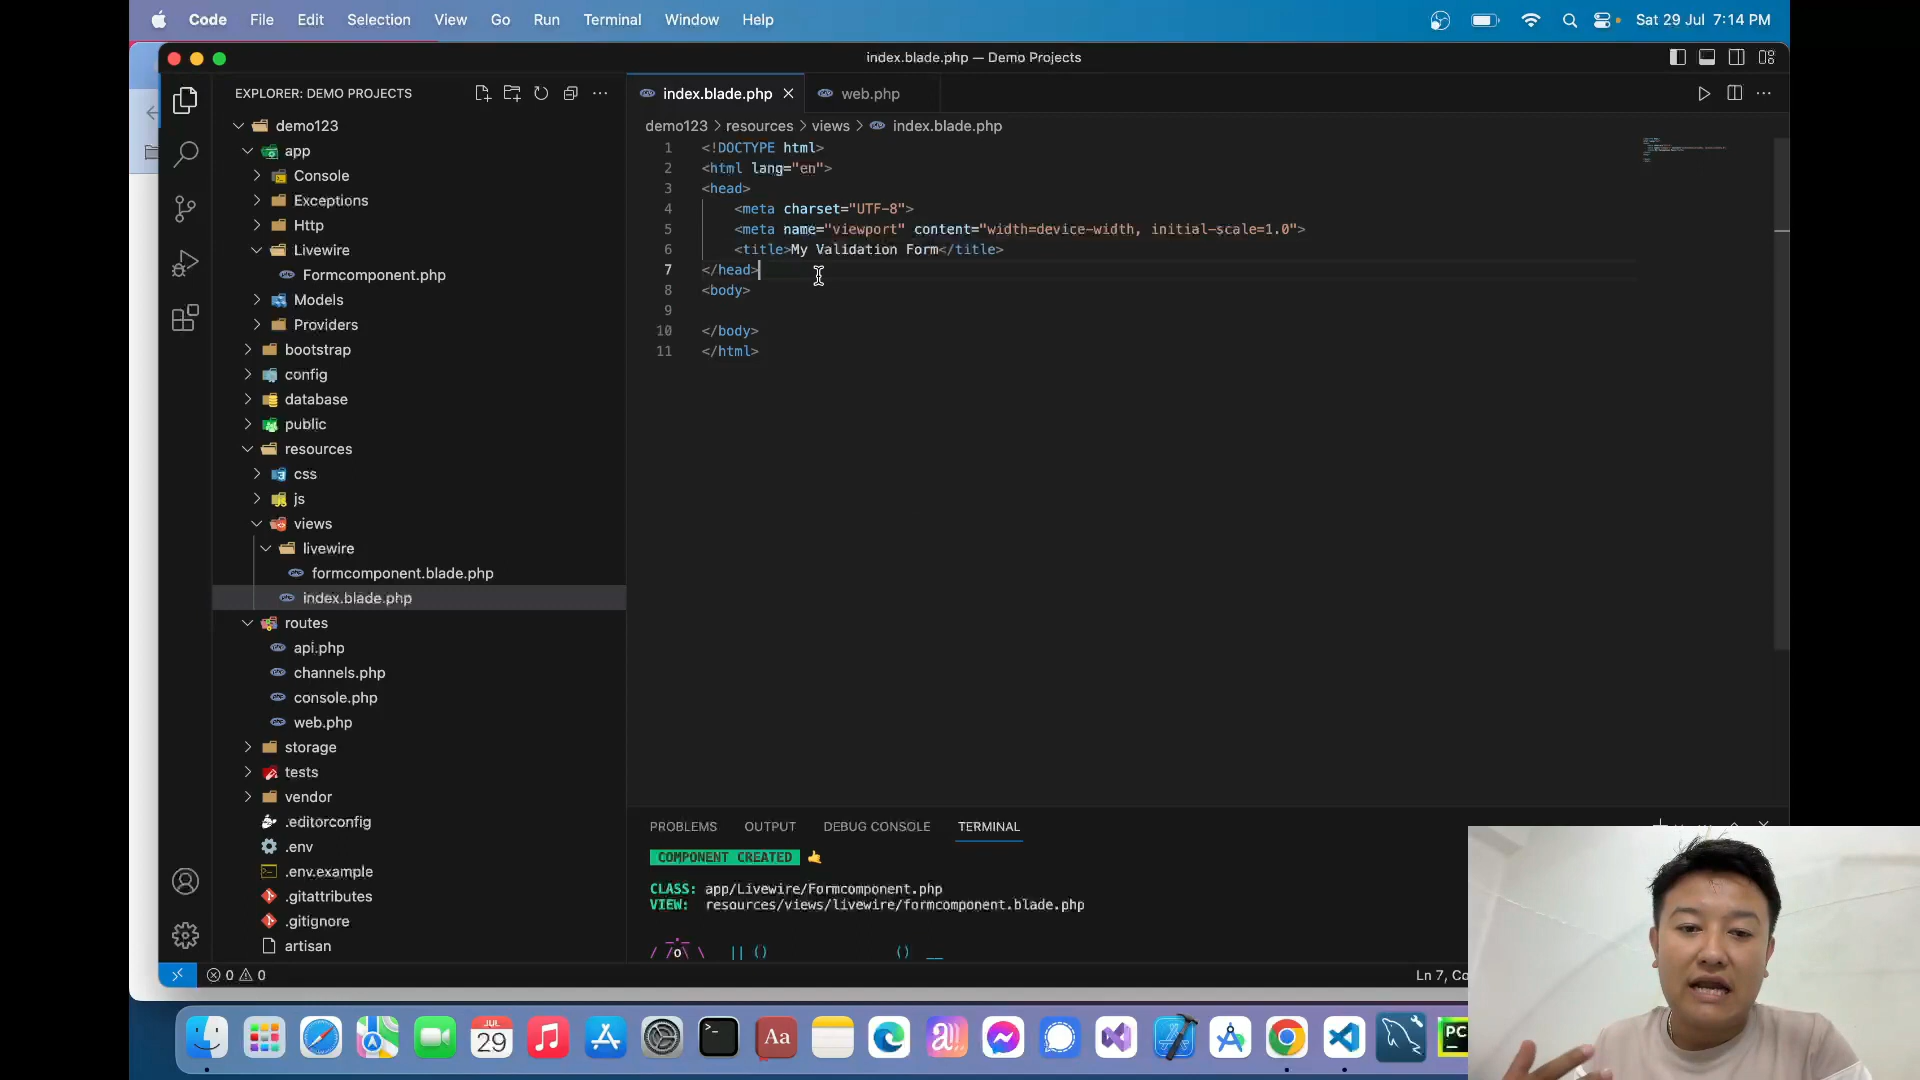 Code File Edit Selection View Go Run Terminal Window Help Sat 29 Jul 7:14 PM
index.blade.php — Demo Projects
EXPLORER: DEMO PROJECTS
demo123
app
Console
Exceptions
Http
Livewire
Formcomponent.php
Models
Providers
bootstrap
config
database
public
resources
css
js
views
livewire
formcomponent.blade.php
index.blade.php
routes
api.php
channels.php
console.php
web.php
storage
tests
vendor
.editorconfig
.env
.env.example
.gitattributes
.gitignore
artisan
index.blade.php web.php
demo123 > resources > views > index.blade.php
1 <!DOCTYPE html>
2 <html lang="en">
3 <head>
4 <meta charset="UTF-8">
5 <meta name="viewport" content="width=device-width, initial-scale=1.0">
6 <title>My Validation Form</title>
7 </head>
8 <body>
9
10 </body>
11 </html>
PROBLEMS OUTPUT DEBUG CONSOLE TERMINAL
COMPONENT CREATED
CLASS: app/Livewire/Formcomponent.php
VIEW: resources/views/livewire/formcomponent.blade.php
0 0
Ln 7, Co
JUL
29
Aa
PC